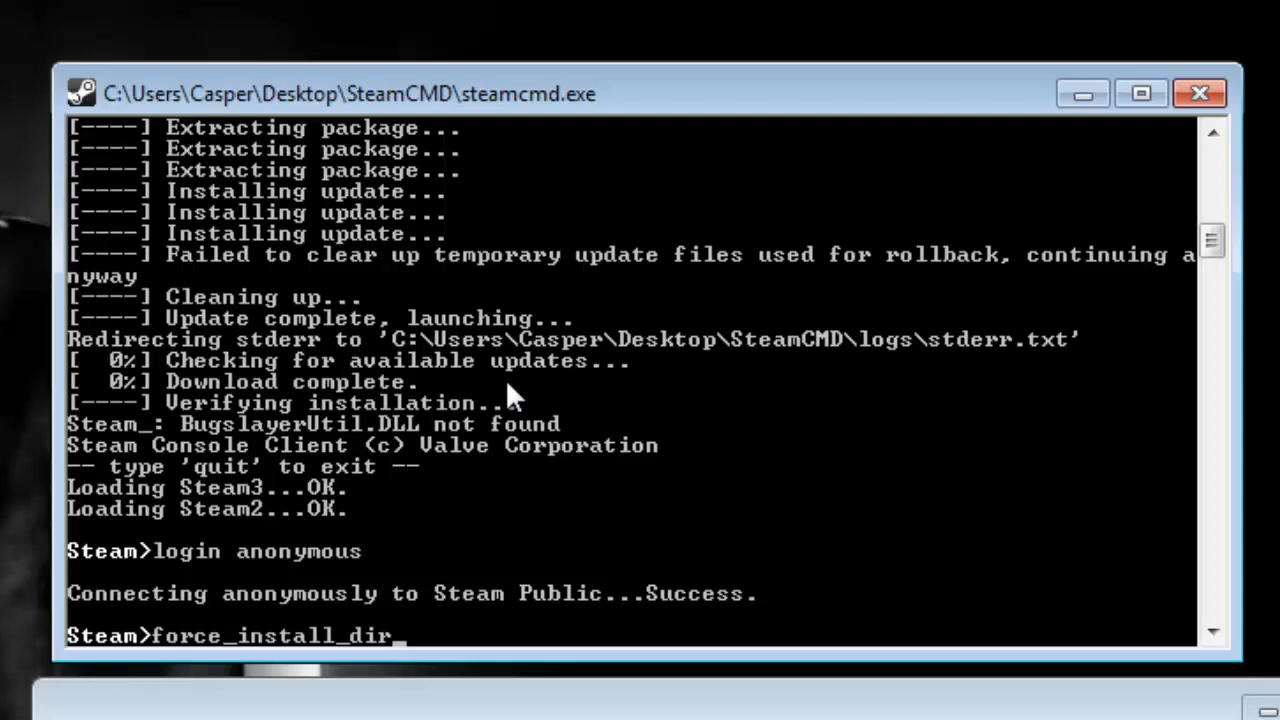 C:\Users\Casper\Desktop\SteamCMD\steamcmd.exe
[----] Extracting package...
[----] Extracting package...
[----] Extracting package...
[----] Installing update...
[----] Installing update...
[----] Installing update...
[----] Failed to clear up temporary update files used for rollback, continuing a
nyway
[----] Cleaning up...
[----] Update complete, launching...
Redirecting stderr to 'C:\Users\Casper\Desktop\SteamCMD\logs\stderr.txt'
[  0%] Checking for available updates...
[  0%] Download complete.
[----] Verifying installation...
Steam_: BugslayerUtil.DLL not found
Steam Console Client (c) Valve Corporation
-- type 'quit' to exit --
Loading Steam3...OK.
Loading Steam2...OK.
Steam>login anonymous
Connecting anonymously to Steam Public...Success.
Steam>force_install_dir_